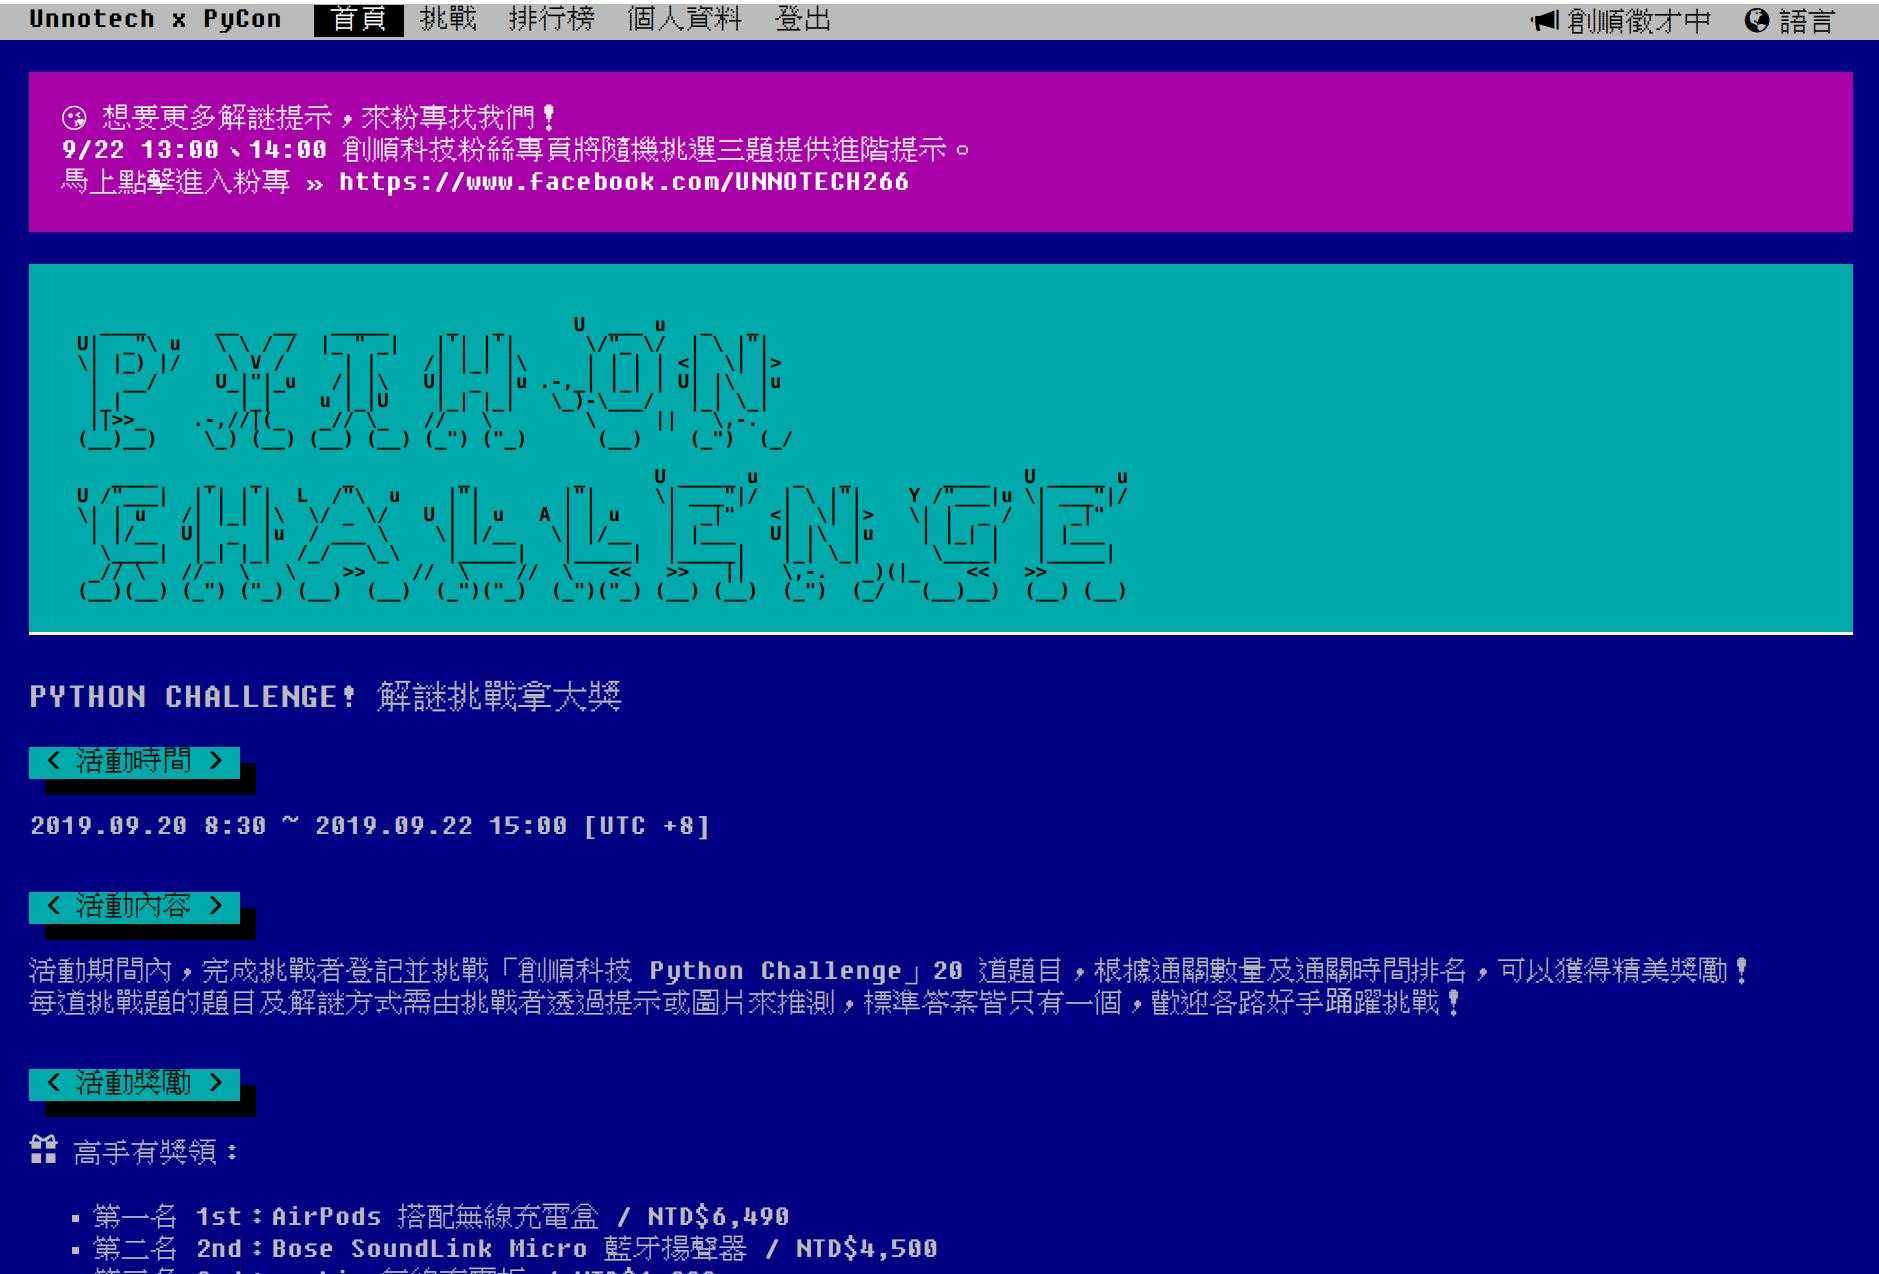 Unnotech x PyCon 首頁 挑戰 排行榜 個人資料 登出 創順徵才中 語言
想要更多解謎提示，來粉專找我們！
9/22 13:00、14:00 創順科技粉絲專頁將隨機挑選三題提供進階提示。
馬上點擊進入粉專 » https://www.facebook.com/UNNOTECH266
PYTHON
CHALLENGE
PYTHON CHALLENGE! 解謎挑戰拿大獎
< 活動時間 >
2019.09.20 8:30 ~ 2019.09.22 15:00 [UTC +8]
< 活動內容 >
活動期間內，完成挑戰者登記並挑戰「創順科技 Python Challenge」20 道題目，根據通關數量及通關時間排名，可以獲得精美獎勵！
每道挑戰題的題目及解謎方式需由挑戰者透過提示或圖片來推測，標準答案皆只有一個，歡迎各路好手踴躍挑戰！
< 活動獎勵 >
高手有獎領：
▪ 第一名 1st：AirPods 搭配無線充電盒 / NTD$6,490
▪ 第二名 2nd：Bose SoundLink Micro 藍牙揚聲器 / NTD$4,500